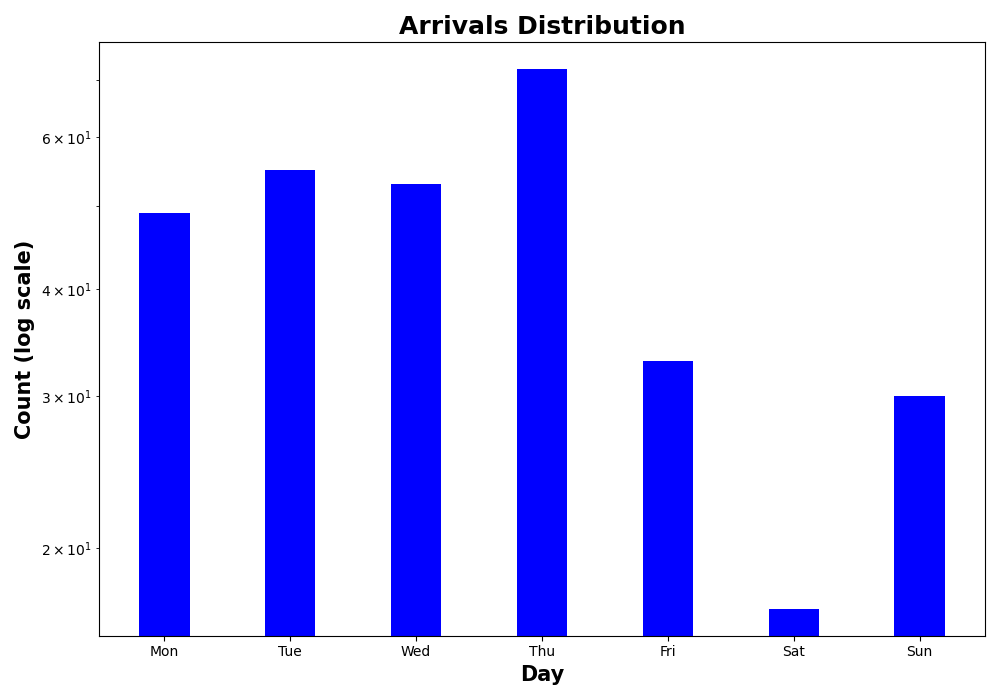 Arrivals Distribution
6 × 10¹
4 × 10¹
3 × 10¹
2 × 10¹
Count (log scale)
Mon Tue Wed Thu Fri Sat Sun
Day